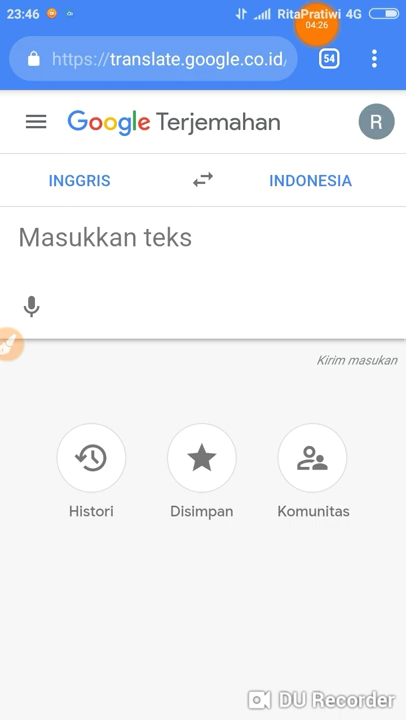 23:46 RitaPratiwi 4G
04:26
https://translate.google.co.id/ 54
Google Terjemahan R
INGGRIS INDONESIA
Masukkan teks
Kirim masukan
Histori Disimpan Komunitas
DU Recorder